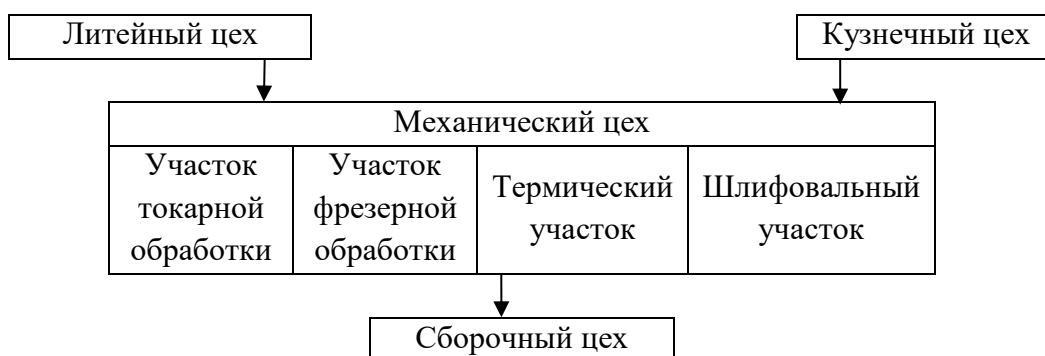 Литейный цех
Кузнечный цех
Механический цех
Участок
токарной
обработки
Участок
фрезерной
обработки
Термический
участок
Шлифовальный
участок
Сборочный цех